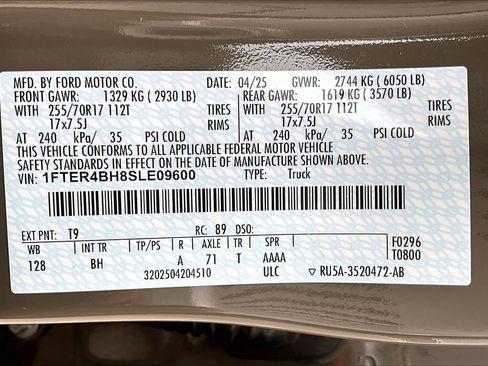 MFD. BY FORD MOTOR CO. 04/25 GVWR: 2744 KG ( 6050 LB)
FRONT GAWR: 1329 KG ( 2930 LB) REAR GAWR: 1619 KG ( 3570 LB)
WITH 255/70R17 112T TIRES WITH 255/70R17 112T TIRES
17x7.5J RIMS 17x7.5J RIMS
AT 240 kPa/ 35 PSI COLD AT 240 kPa/ 35 PSI COLD
THIS VEHICLE CONFORMS TO ALL APPLICABLE FEDERAL MOTOR VEHICLE
SAFETY STANDARDS IN EFFECT ON THE DATE OF MANUFACTURE SHOWN ABOVE.
VIN: 1FTER4BH8SLE09600 TYPE: Truck
EXT PNT: T9 RC: 89 DSO:
WB INT TR TP/PS R AXLE TR SPR F0296
128 BH A 71 T AAAA T0800
3202504204510 ULC RU5A-3520472-AB